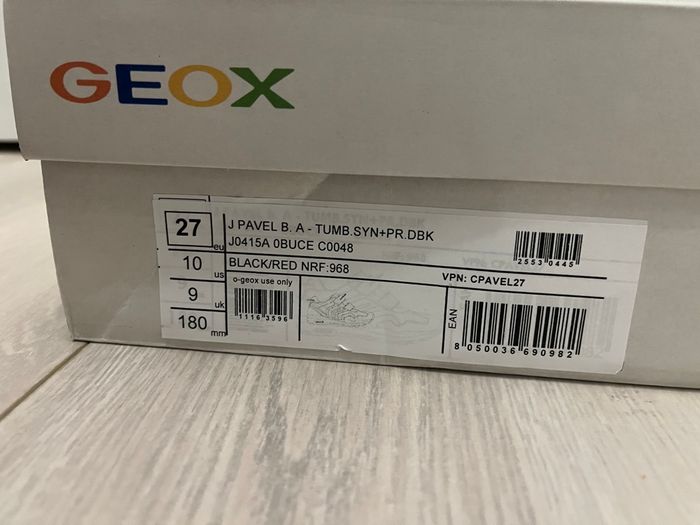 GEOX
27 eu
J PAVEL B. A - TUMB.SYN+PR.DBK
J0415A 0BUCE C0048
2553 0445
10 us
BLACK/RED NRF:968
VPN: CPAVEL27
9 uk
o-geox use only
1116 3596
180 mm
EAN
8 050036 690982